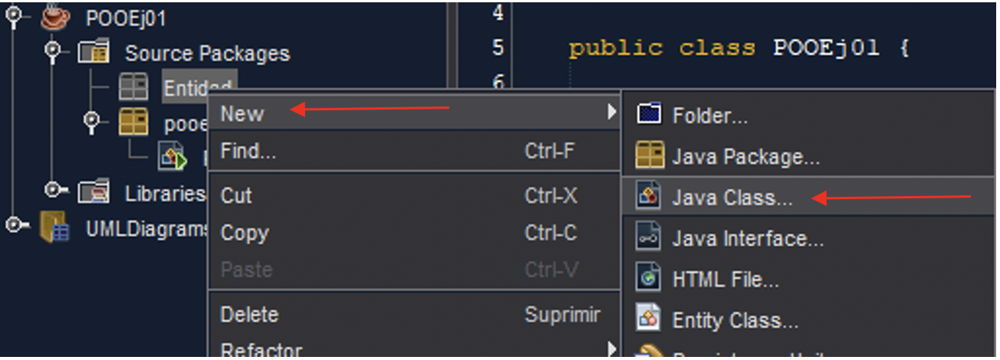 POOEj01
Source Packages
Entidad
pooe
Libraries
UMLDiagrams
4
5 public class POOEj01 {
6
New
Find... Ctrl-F
Cut Ctrl-X
Copy Ctrl-C
Paste Ctrl-V
Delete Suprimir
Refactor
Folder...
Java Package...
Java Class...
Java Interface...
HTML File...
Entity Class...